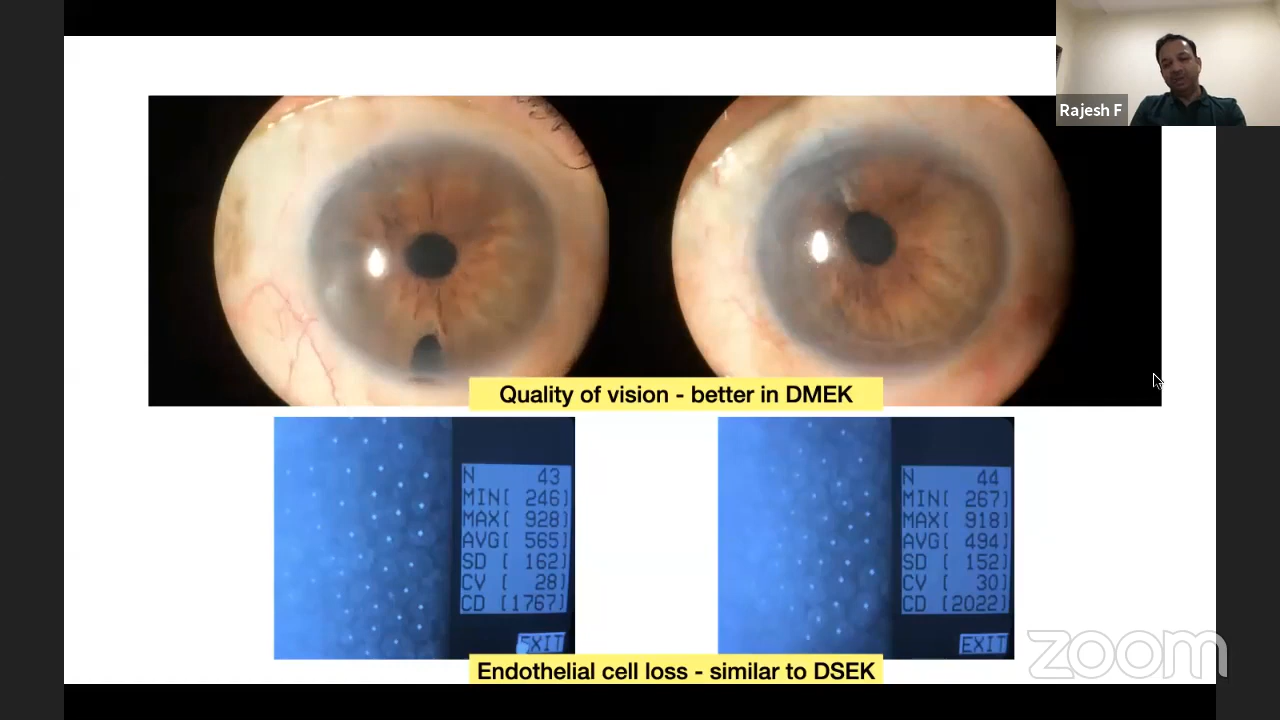 Rajesh F
Quality of vision - better in DMEK
N 43
MIN[ 246]
MAX[ 928]
AVG[ 565]
SD [ 162]
CV [ 28]
CD [1767]
EXIT
N 44
MIN[ 267]
MAX[ 918]
AVG[ 494]
SD [ 152]
CV [ 30]
CD [2022]
EXIT
Endothelial cell loss - similar to DSEK
zoom